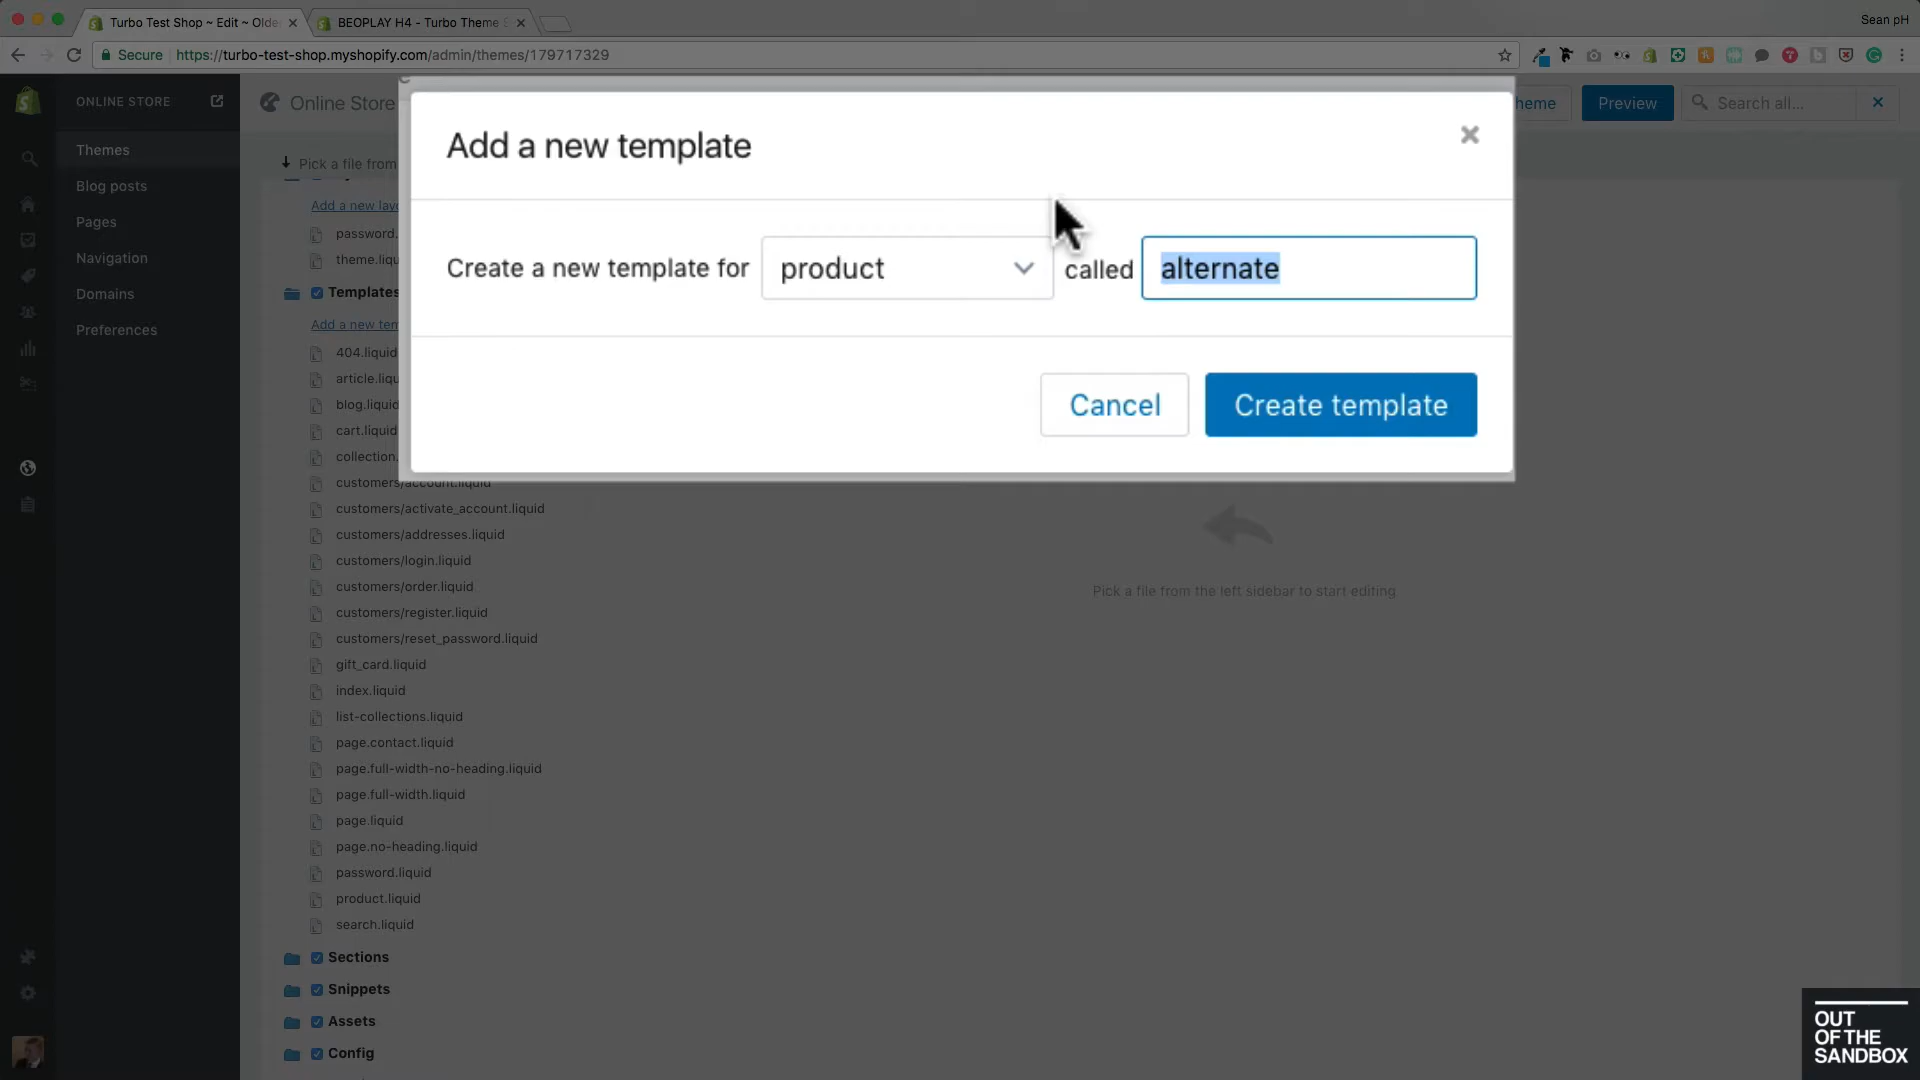 Turbo Test Shop ~ Edit ~ Olde
BEOPLAY H4 - Turbo Theme
Sean pH
Secure
https://turbo-test-shop.myshopify.com/admin/themes/179717329
ONLINE STORE
Themes
Blog posts
Pages
Navigation
Domains
Preferences
Online Store
heme
Preview
Search all...
Pick a file from
Add a new template
Create a new template for product called alternate
Cancel
Create template
Add a new layo
password.
theme.liqu
Templates
Add a new tem
404.liquid
article.liqu
blog.liquid
cart.liquid
collection.
customers/account.liquid
customers/activate_account.liquid
customers/addresses.liquid
customers/login.liquid
customers/order.liquid
customers/register.liquid
customers/reset_password.liquid
gift_card.liquid
index.liquid
list-collections.liquid
page.contact.liquid
page.full-width-no-heading.liquid
page.full-width.liquid
page.liquid
page.no-heading.liquid
password.liquid
product.liquid
search.liquid
Sections
Snippets
Assets
Config
Pick a file from the left sidebar to start editing
OUT
OF THE
SANDBOX